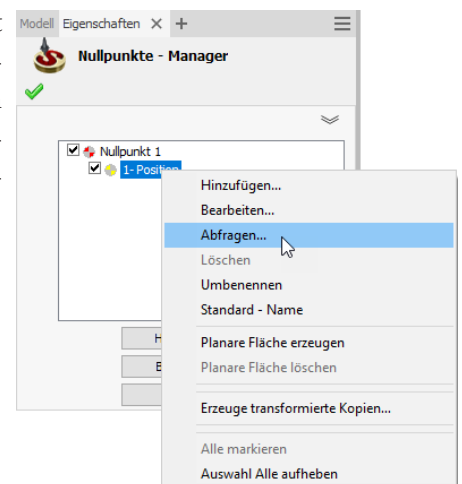 Modell Eigenschaften
Nullpunkte - Manager
Nullpunkt 1
1- Position
Hinzufügen...
Bearbeiten...
Abfragen...
Löschen
Umbenennen
Standard - Name
Planare Fläche erzeugen
Planare Fläche löschen
Erzeuge transformierte Kopien...
Alle markieren
Auswahl Alle aufheben